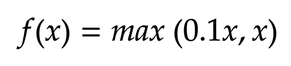 f(x) = max (0.1x, x)